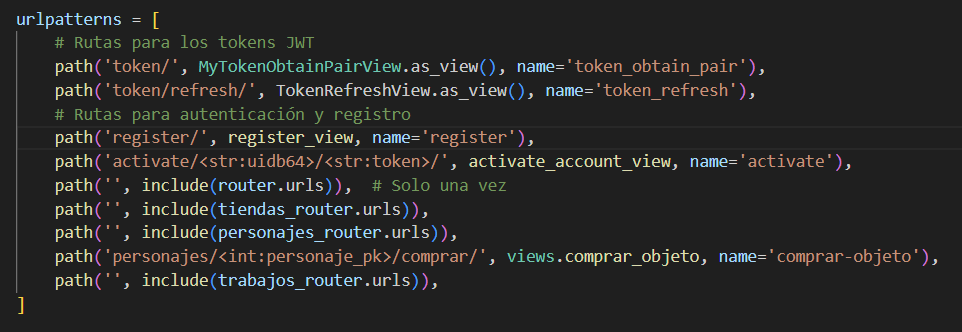 urlpatterns = [
    # Rutas para los tokens JWT
    path('token/', MyTokenObtainPairView.as_view(), name='token_obtain_pair'),
    path('token/refresh/', TokenRefreshView.as_view(), name='token_refresh'),
    # Rutas para autenticación y registro
    path('register/', register_view, name='register'),
    path('activate/<str:uidb64>/<str:token>/', activate_account_view, name='activate'),
    path('', include(router.urls)),  # Solo una vez
    path('', include(tiendas_router.urls)),
    path('', include(personajes_router.urls)),
    path('personajes/<int:personaje_pk>/comprar/', views.comprar_objeto, name='comprar-objeto'),
    path('', include(trabajos_router.urls)),
]